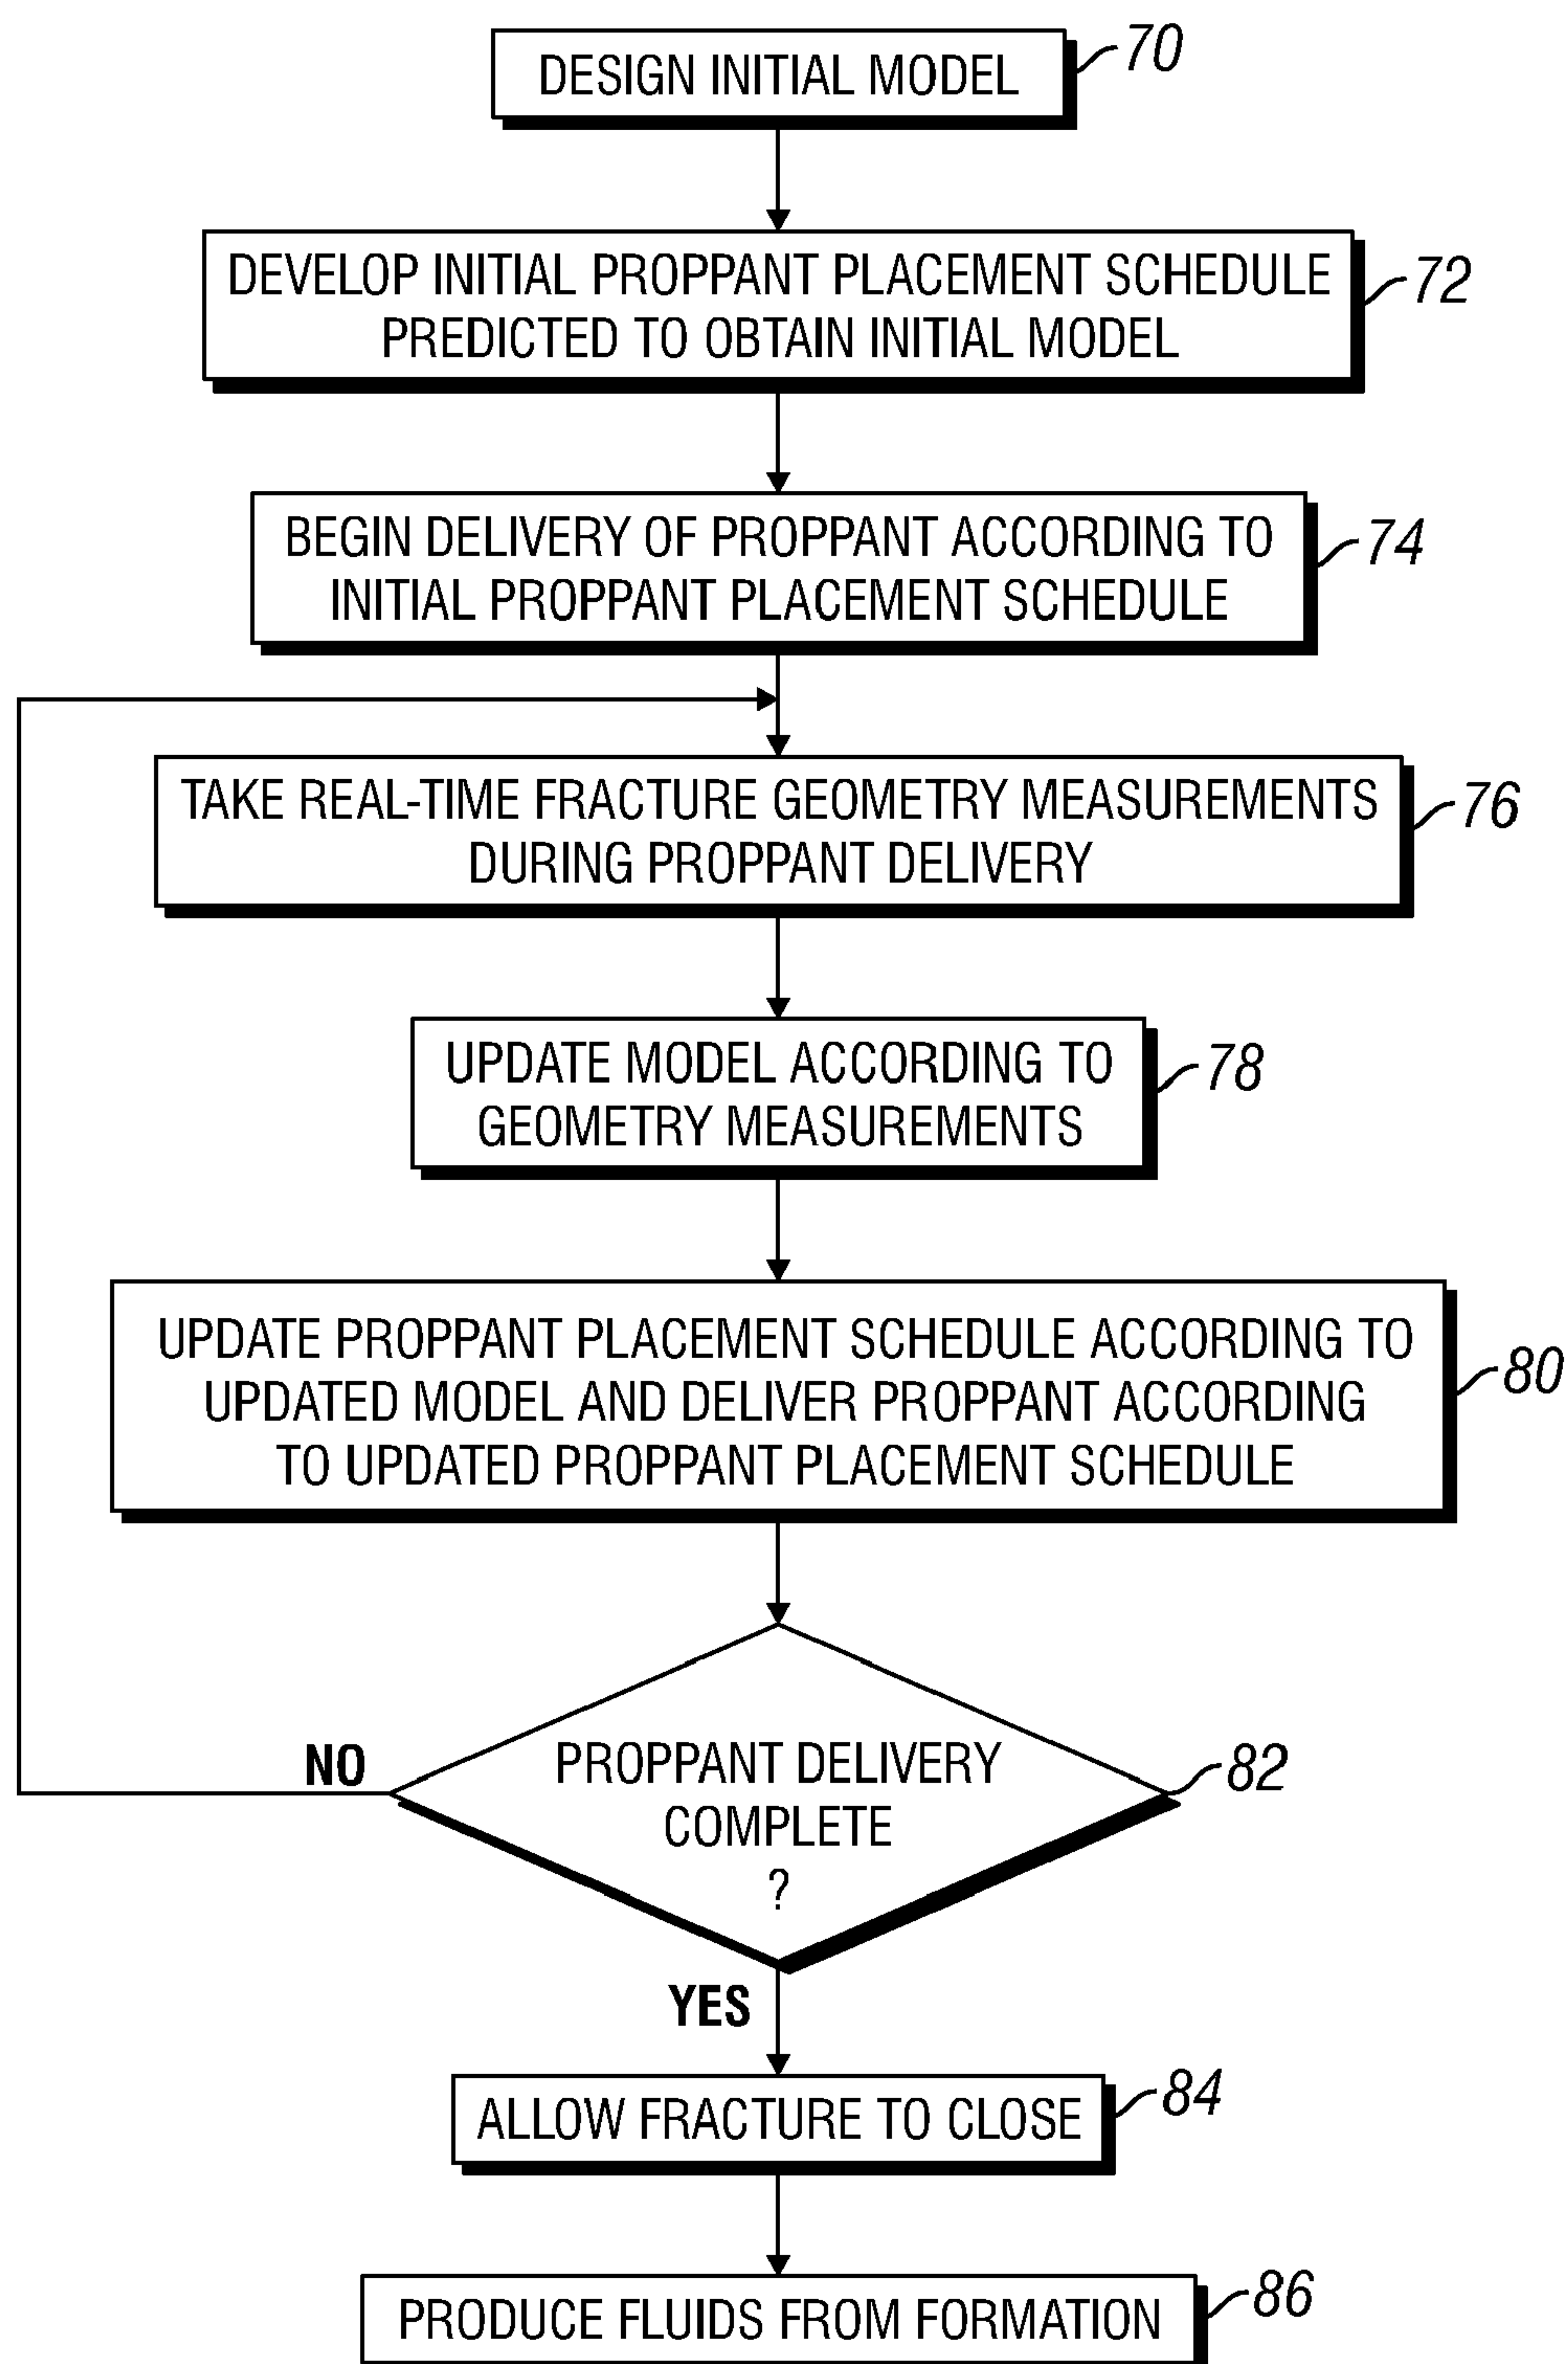 DESIGN INITIAL MODEL
70
DEVELOP INITIAL PROPPANT PLACEMENT SCHEDULE
PREDICTED TO OBTAIN INITIAL MODEL
72
BEGIN DELIVERY OF PROPPANT ACCORDING TO
INITIAL PROPPANT PLACEMENT SCHEDULE
74
TAKE REAL-TIME FRACTURE GEOMETRY MEASUREMENTS
DURING PROPPANT DELIVERY
76
UPDATE MODEL ACCORDING TO
GEOMETRY MEASUREMENTS
78
UPDATE PROPPANT PLACEMENT SCHEDULE ACCORDING TO
UPDATED MODEL AND DELIVER PROPPANT ACCORDING
TO UPDATED PROPPANT PLACEMENT SCHEDULE
80
NO
PROPPANT DELIVERY
COMPLETE
?
82
YES
ALLOW FRACTURE TO CLOSE
84
PRODUCE FLUIDS FROM FORMATION
86